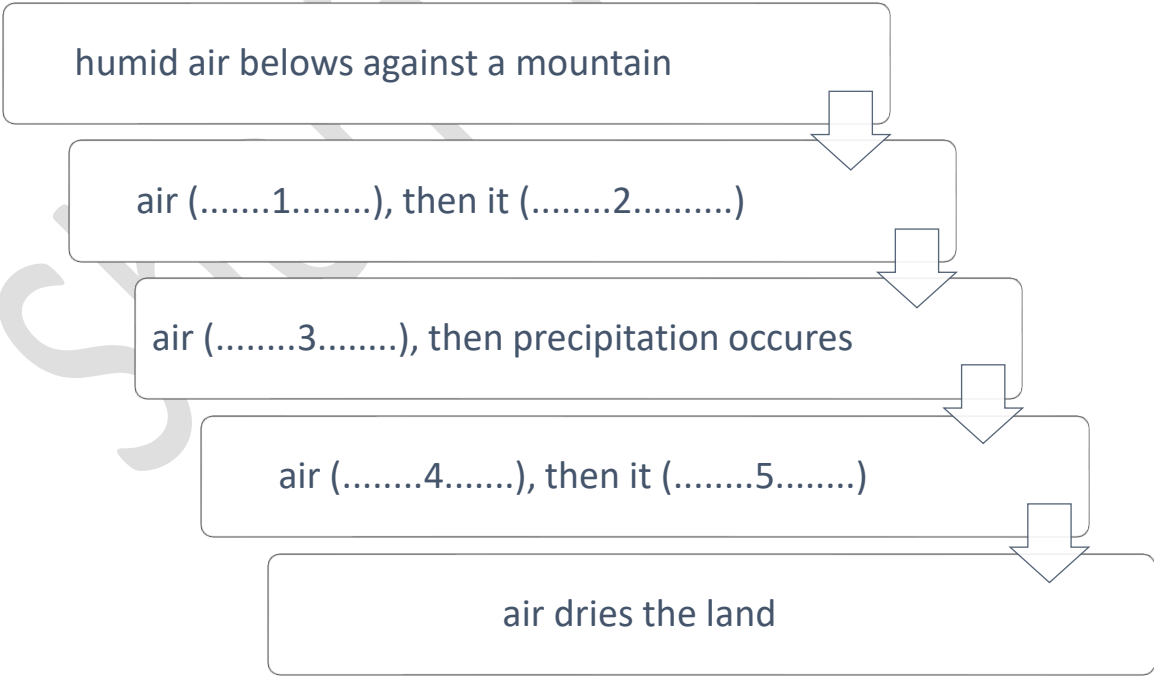 humid air belows against a mountain
air (.......1........), then it (........2..........)
air (........3........), then precipitation occures
air (........4.......), then it (........5........)
air dries the land